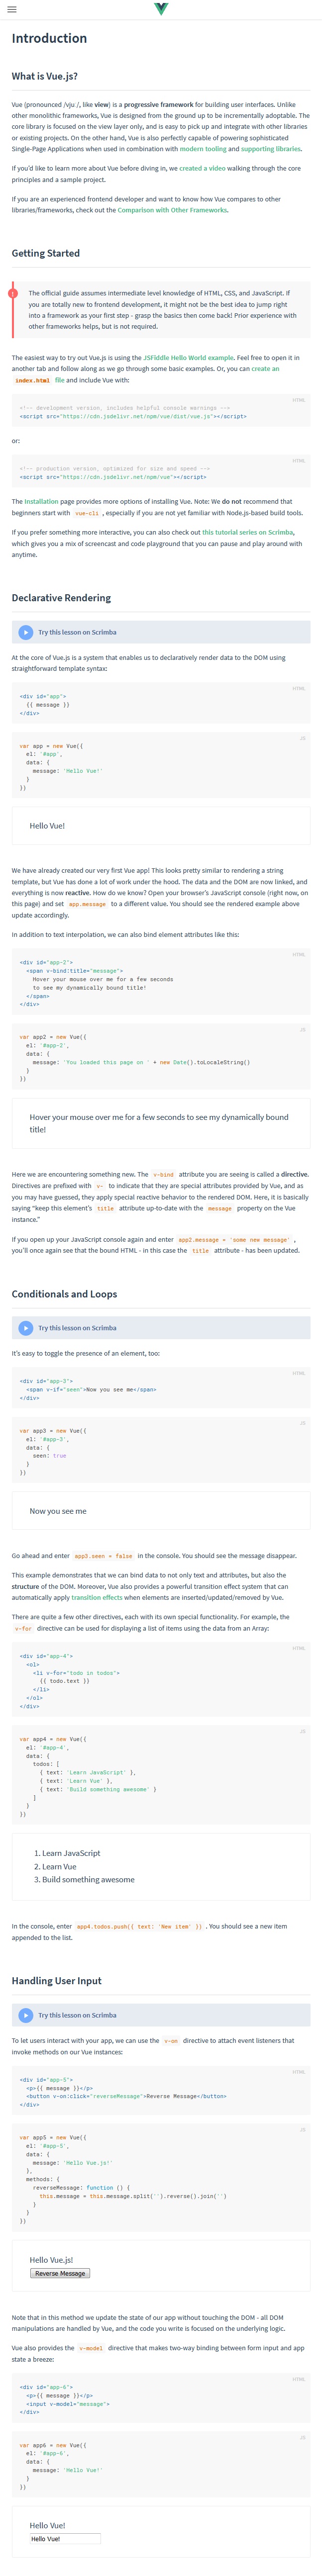 Introduction
What is Vue.js?
Vue (pronounced /vjuː/, like view) is a progressive framework for building user interfaces. Unlike
other monolithic frameworks, Vue is designed from the ground up to be incrementally adoptable. The
core library is focused on the view layer only, and is easy to pick up and integrate with other libraries
or existing projects. On the other hand, Vue is also perfectly capable of powering sophisticated
Single-Page Applications when used in combination with modern tooling and supporting libraries.
If you'd like to learn more about Vue before diving in, we created a video walking through the core
principles and a sample project.
If you are an experienced frontend developer and want to know how Vue compares to other
libraries/frameworks, check out the Comparison with Other Frameworks.
Getting Started
!
The official guide assumes intermediate level knowledge of HTML, CSS, and JavaScript. If
you are totally new to frontend development, it might not be the best idea to jump right
into a framework as your first step - grasp the basics then come back! Prior experience with
other frameworks helps, but is not required.
The easiest way to try out Vue.js is using the JSFiddle Hello World example. Feel free to open it in
another tab and follow along as we go through some basic examples. Or, you can create an
index.html file and include Vue with:
HTML
<!-- development version, includes helpful console warnings -->
<script src="https://cdn.jsdelivr.net/npm/vue/dist/vue.js"></script>
or:
HTML
<!-- production version, optimized for size and speed -->
<script src="https://cdn.jsdelivr.net/npm/vue"></script>
The Installation page provides more options of installing Vue. Note: We do not recommend that
beginners start with vue-cli, especially if you are not yet familiar with Node.js-based build tools.
If you prefer something more interactive, you can also check out this tutorial series on Scrimba,
which gives you a mix of screencast and code playground that you can pause and play around with
anytime.
Declarative Rendering
Try this lesson on Scrimba
At the core of Vue.js is a system that enables us to declaratively render data to the DOM using
straightforward template syntax:
HTML
<div id="app">
  {{ message }}
</div>
JS
var app = new Vue({
  el: '#app',
  data: {
    message: 'Hello Vue!'
  }
})
Hello Vue!
We have already created our very first Vue app! This looks pretty similar to rendering a string
template, but Vue has done a lot of work under the hood. The data and the DOM are now linked, and
everything is now reactive. How do we know? Open your browser's JavaScript console (right now, on
this page) and set app.message to a different value. You should see the rendered example above
update accordingly.
In addition to text interpolation, we can also bind element attributes like this:
HTML
<div id="app-2">
  <span v-bind:title="message">
    Hover your mouse over me for a few seconds
    to see my dynamically bound title!
  </span>
</div>
JS
var app2 = new Vue({
  el: '#app-2',
  data: {
    message: 'You loaded this page on ' + new Date().toLocaleString()
  }
})
Hover your mouse over me for a few seconds to see my dynamically bound
title!
Here we are encountering something new. The v-bind attribute you are seeing is called a directive.
Directives are prefixed with v- to indicate that they are special attributes provided by Vue, and as
you may have guessed, they apply special reactive behavior to the rendered DOM. Here, it is basically
saying "keep this element's title attribute up-to-date with the message property on the Vue
instance."
If you open up your JavaScript console again and enter app2.message = 'some new message' ,
you'll once again see that the bound HTML - in this case the title attribute - has been updated.
Conditionals and Loops
Try this lesson on Scrimba
It's easy to toggle the presence of an element, too:
HTML
<div id="app-3">
  <span v-if="seen">Now you see me</span>
</div>
JS
var app3 = new Vue({
  el: '#app-3',
  data: {
    seen: true
  }
})
Now you see me
Go ahead and enter app3.seen = false in the console. You should see the message disappear.
This example demonstrates that we can bind data to not only text and attributes, but also the
structure of the DOM. Moreover, Vue also provides a powerful transition effect system that can
automatically apply transition effects when elements are inserted/updated/removed by Vue.
There are quite a few other directives, each with its own special functionality. For example, the
v-for directive can be used for displaying a list of items using the data from an Array:
HTML
<div id="app-4">
  <ol>
    <li v-for="todo in todos">
      {{ todo.text }}
    </li>
  </ol>
</div>
JS
var app4 = new Vue({
  el: '#app-4',
  data: {
    todos: [
      { text: 'Learn JavaScript' },
      { text: 'Learn Vue' },
      { text: 'Build something awesome' }
    ]
  }
})
1. Learn JavaScript
2. Learn Vue
3. Build something awesome
In the console, enter app4.todos.push({ text: 'New item' }) . You should see a new item
appended to the list.
Handling User Input
Try this lesson on Scrimba
To let users interact with your app, we can use the v-on directive to attach event listeners that
invoke methods on our Vue instances:
HTML
<div id="app-5">
  <p>{{ message }}</p>
  <button v-on:click="reverseMessage">Reverse Message</button>
</div>
JS
var app5 = new Vue({
  el: '#app-5',
  data: {
    message: 'Hello Vue.js!'
  },
  methods: {
    reverseMessage: function () {
      this.message = this.message.split('').reverse().join('')
    }
  }
})
Hello Vue.js!
Reverse Message
Note that in this method we update the state of our app without touching the DOM - all DOM
manipulations are handled by Vue, and the code you write is focused on the underlying logic.
Vue also provides the v-model directive that makes two-way binding between form input and app
state a breeze:
HTML
<div id="app-6">
  <p>{{ message }}</p>
  <input v-model="message">
</div>
JS
var app6 = new Vue({
  el: '#app-6',
  data: {
    message: 'Hello Vue!'
  }
})
Hello Vue!
Hello Vue!